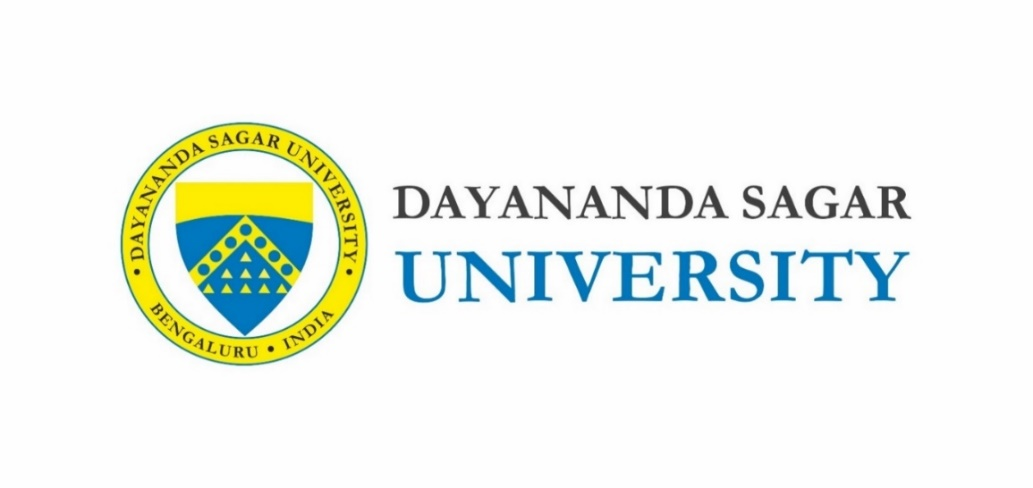 • DAYANANDA SAGAR UNIVERSITY •
BENGALURU • INDIA
DAYANANDA SAGAR
UNIVERSITY